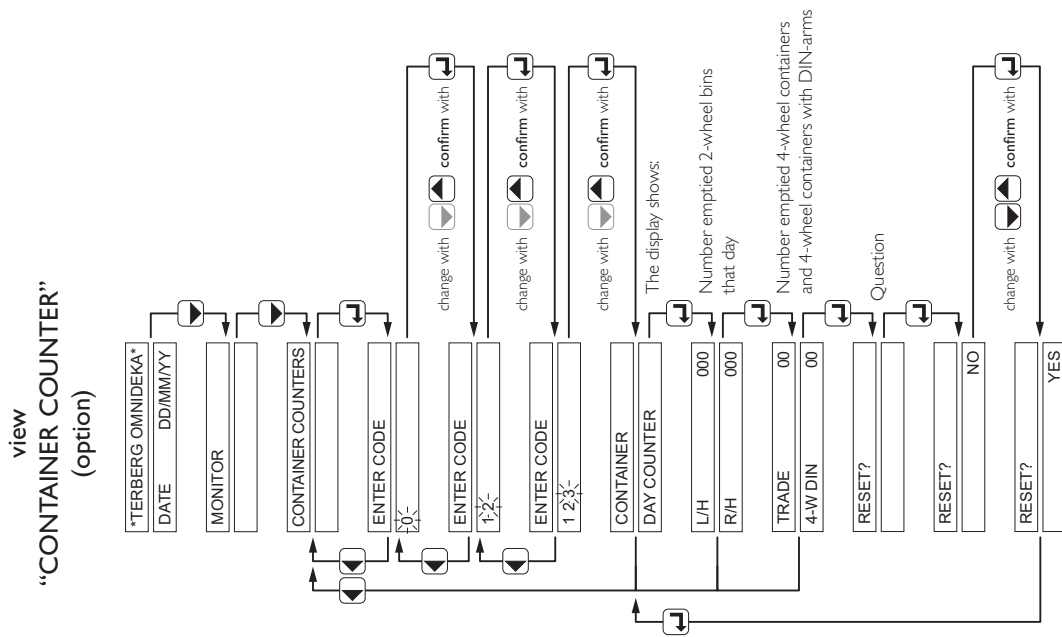 view
“CONTAINER COUNTER”
(option)
*TERBERG OMNIDEKA*
DATE DD/MM/YY
MONITOR
CONTAINER COUNTERS
ENTER CODE
0
change with confirm with
ENTER CODE
1 2
change with confirm with
ENTER CODE
1 2 3
change with confirm with
CONTAINER
DAY COUNTER
The display shows:
L/H 000
R/H 000
Number emptied 2-wheel bins
that day
TRADE 00
4-W DIN 00
Number emptied 4-wheel containers
and 4-wheel containers with DIN-arms
RESET?
Question
RESET?
NO
change with confirm with
RESET?
YES